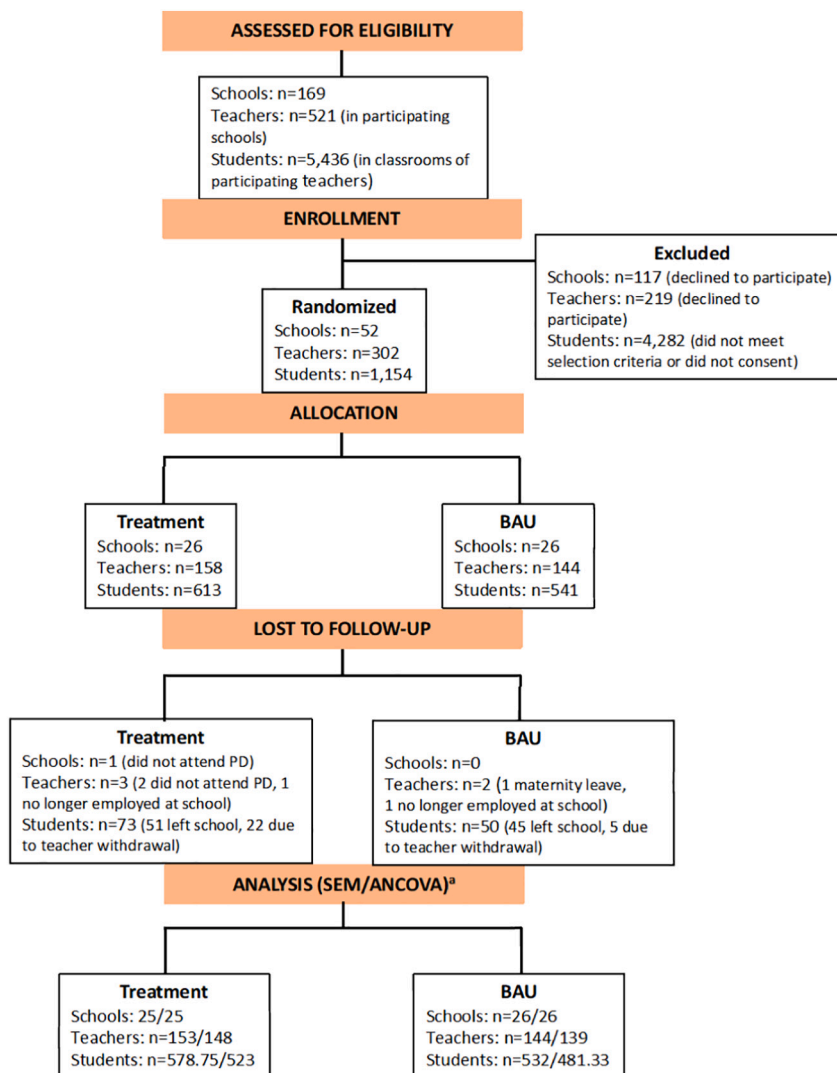 ASSESSED FOR ELIGIBILITY
Schools: n=169
Teachers: n=521 (in participating
schools)
Students: n=5,436 (in classrooms of
participating teachers)
ENROLLMENT
Excluded
Schools: n=117 (declined to participate)
Teachers: n=219 (declined to
participate)
Students: n=4,282 (did not meet
selection criteria or did not consent)
Randomized
Schools: n=52
Teachers: n=302
Students: n=1,154
ALLOCATION
Treatment
Schools: n=26
Teachers: n=158
Students: n=613
BAU
Schools: n=26
Teachers: n=144
Students: n=541
LOST TO FOLLOW-UP
Treatment
Schools: n=1 (did not attend PD)
Teachers: n=3 (2 did not attend PD, 1
no longer employed at school)
Students: n=73 (51 left school, 22 due
to teacher withdrawal)
BAU
Schools: n=0
Teachers: n=2 (1 maternity leave,
1 no longer employed at school)
Students: n=50 (45 left school, 5 due
to teacher withdrawal)
ANALYSIS (SEM/ANCOVA)ᵃ
Treatment
Schools: 25/25
Teachers: n=153/148
Students: n=578.75/523
BAU
Schools: n=26/26
Teachers: n=144/139
Students: n=532/481.33